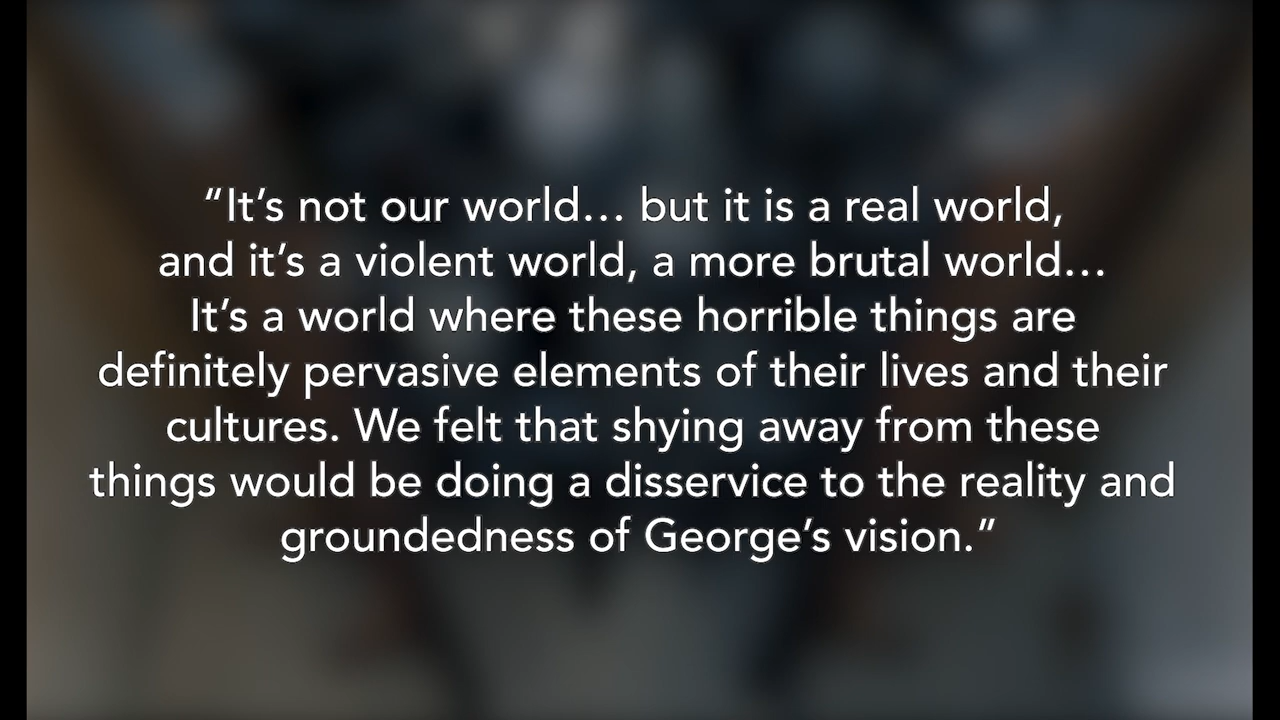 “It’s not our world… but it is a real world,
and it’s a violent world, a more brutal world…
It’s a world where these horrible things are
definitely pervasive elements of their lives and their
cultures. We felt that shying away from these
things would be doing a disservice to the reality and
groundedness of George’s vision.”